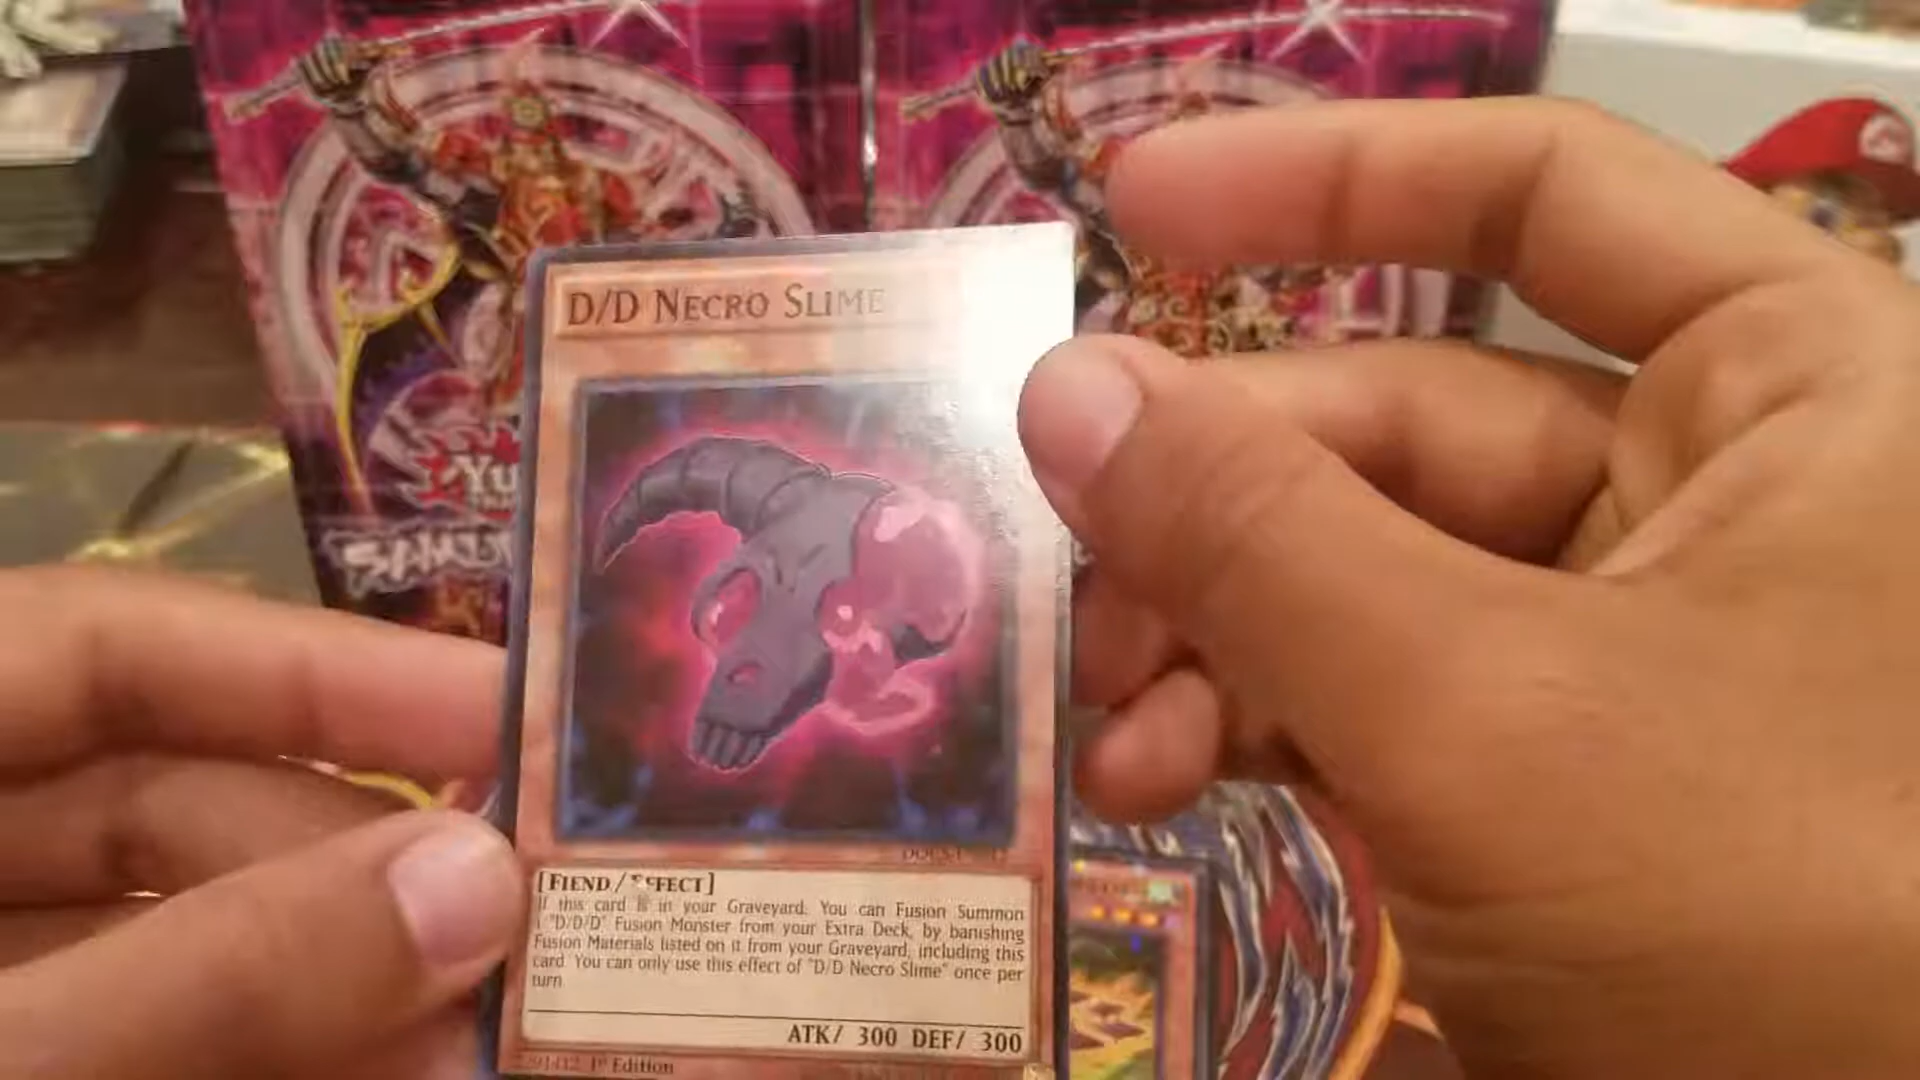 D/D NECRO SLIME
[FIEND/EFFECT]
If this card is in your Graveyard: You can Fusion Summon
1 "D/D/D" Fusion Monster from your Extra Deck, by banishing
Fusion Materials listed on it from your Graveyard, including this
card. You can only use this effect of "D/D Necro Slime" once per
turn.
ATK/ 300 DEF/ 300
1st Edition
Yu
M